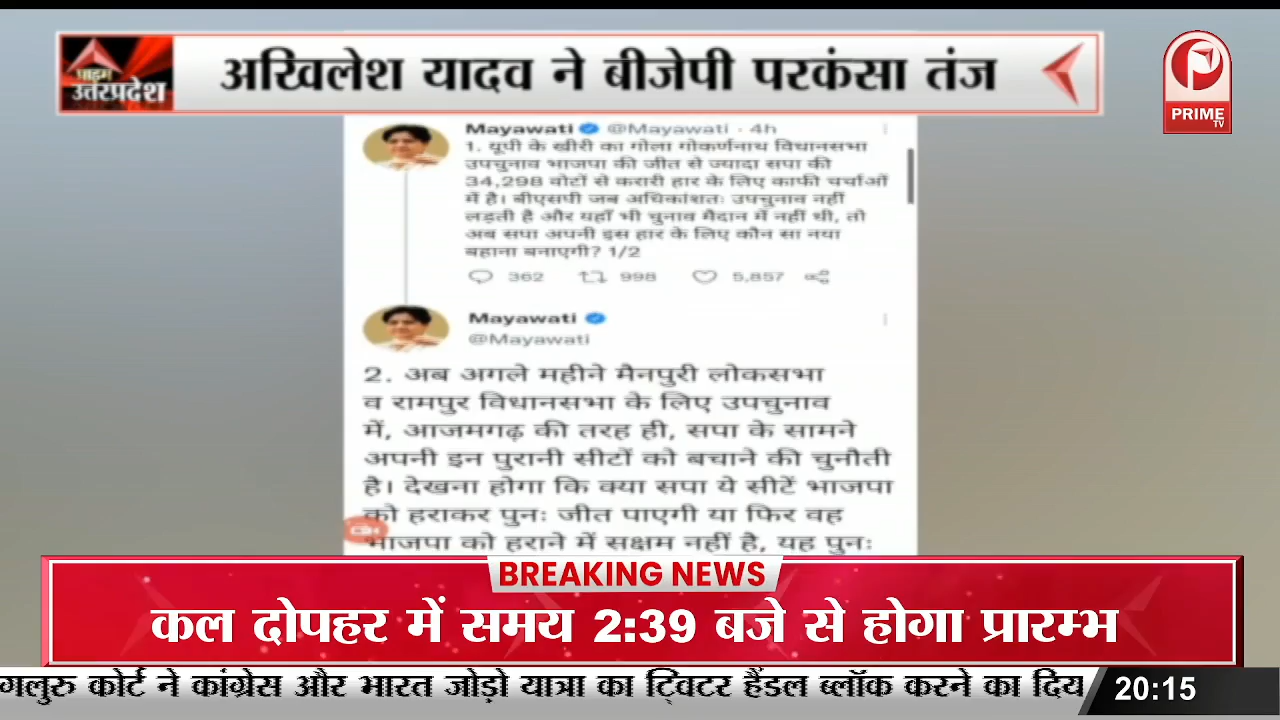 प्राइम
उत्तरप्रदेश
अखिलेश यादव ने बीजेपी परकंसा तंज
PRIME
TV
Mayawati @Mayawati · 4h
1. यूपी के खीरी का गोला गोकर्णनाथ विधानसभा
उपचुनाव भाजपा की जीत से ज्यादा सपा की
34,298 वोटों से करारी हार के लिए काफी चर्चाओं
में है। बीएसपी जब अधिकांशतः उपचुनाव नहीं
लड़ती है और यहाँ भी चुनाव मैदान में नहीं थी, तो
अब सपा अपनी इस हार के लिए कौन सा नया
बहाना बनाएगी? 1/2
362 998 5,857
Mayawati
@Mayawati
2. अब अगले महीने मैनपुरी लोकसभा
व रामपुर विधानसभा के लिए उपचुनाव
में, आजमगढ़ की तरह ही, सपा के सामने
अपनी इन पुरानी सीटों को बचाने की चुनौती
है। देखना होगा कि क्या सपा ये सीटें भाजपा
को हराकर पुनः जीत पाएगी या फिर वह
भाजपा को हराने में सक्षम नहीं है, यह पुनः
BREAKING NEWS
कल दोपहर में समय 2:39 बजे से होगा प्रारम्भ
गलुरु कोर्ट ने कांग्रेस और भारत जोड़ो यात्रा का ट्विटर हैंडल ब्लॉक करने का दिय
20:15